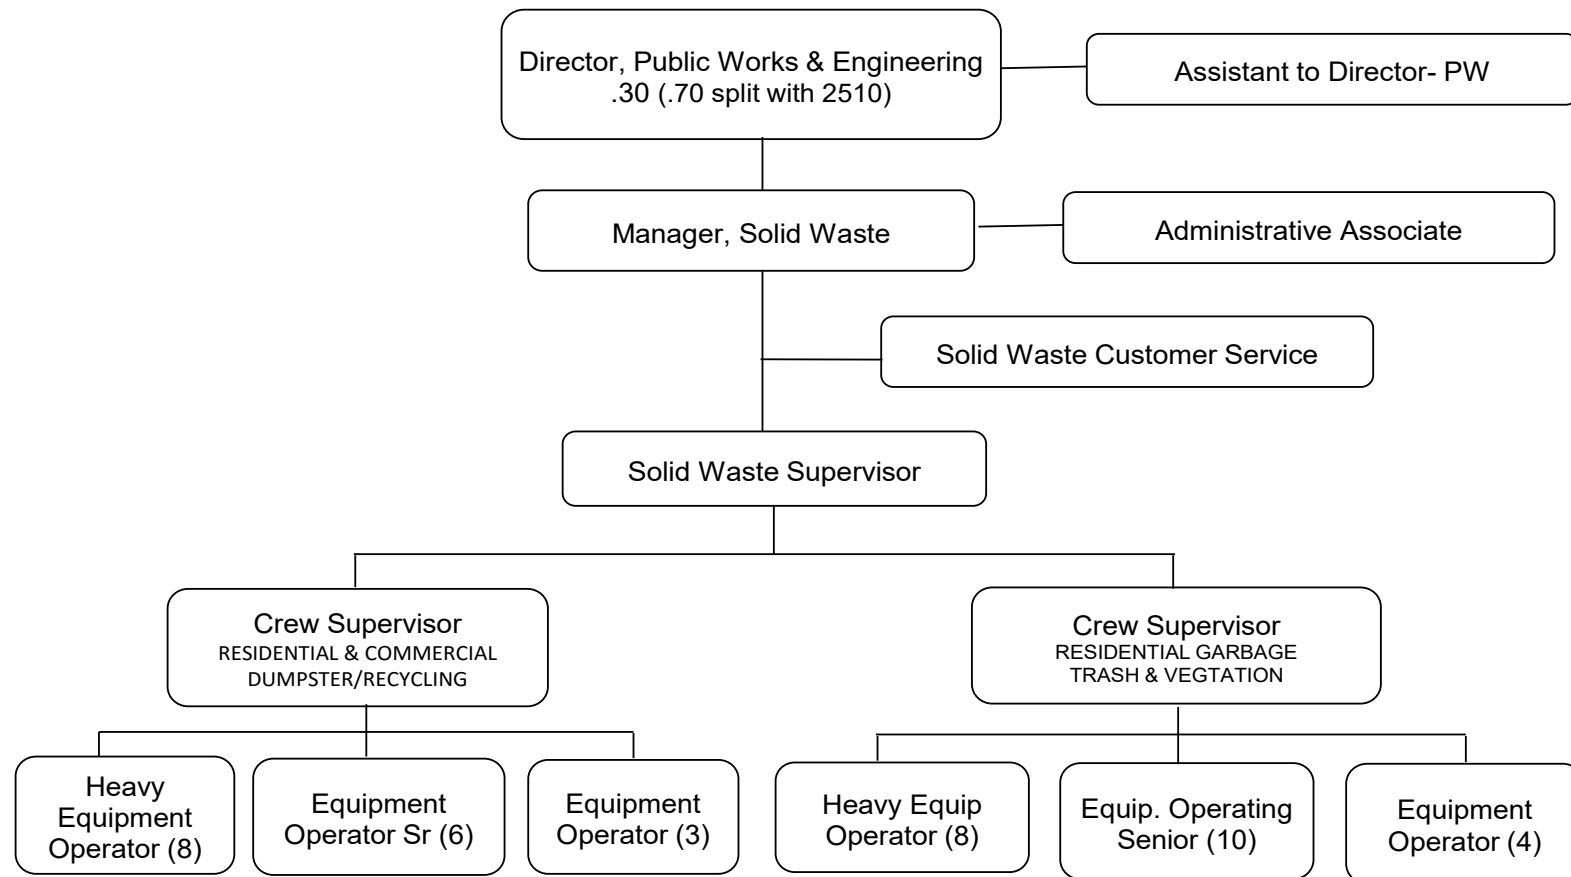 Director, Public Works & Engineering
.30 (.70 split with 2510)
Assistant to Director- PW
Manager, Solid Waste
Administrative Associate
Solid Waste Customer Service
Solid Waste Supervisor
Crew Supervisor
RESIDENTIAL & COMMERCIAL
DUMPSTER/RECYCLING
Crew Supervisor
RESIDENTIAL GARBAGE
TRASH & VEGTATION
Heavy
Equipment
Operator (8)
Equipment
Operator Sr (6)
Equipment
Operator (3)
Heavy Equip
Operator (8)
Equip. Operating
Senior (10)
Equipment
Operator (4)